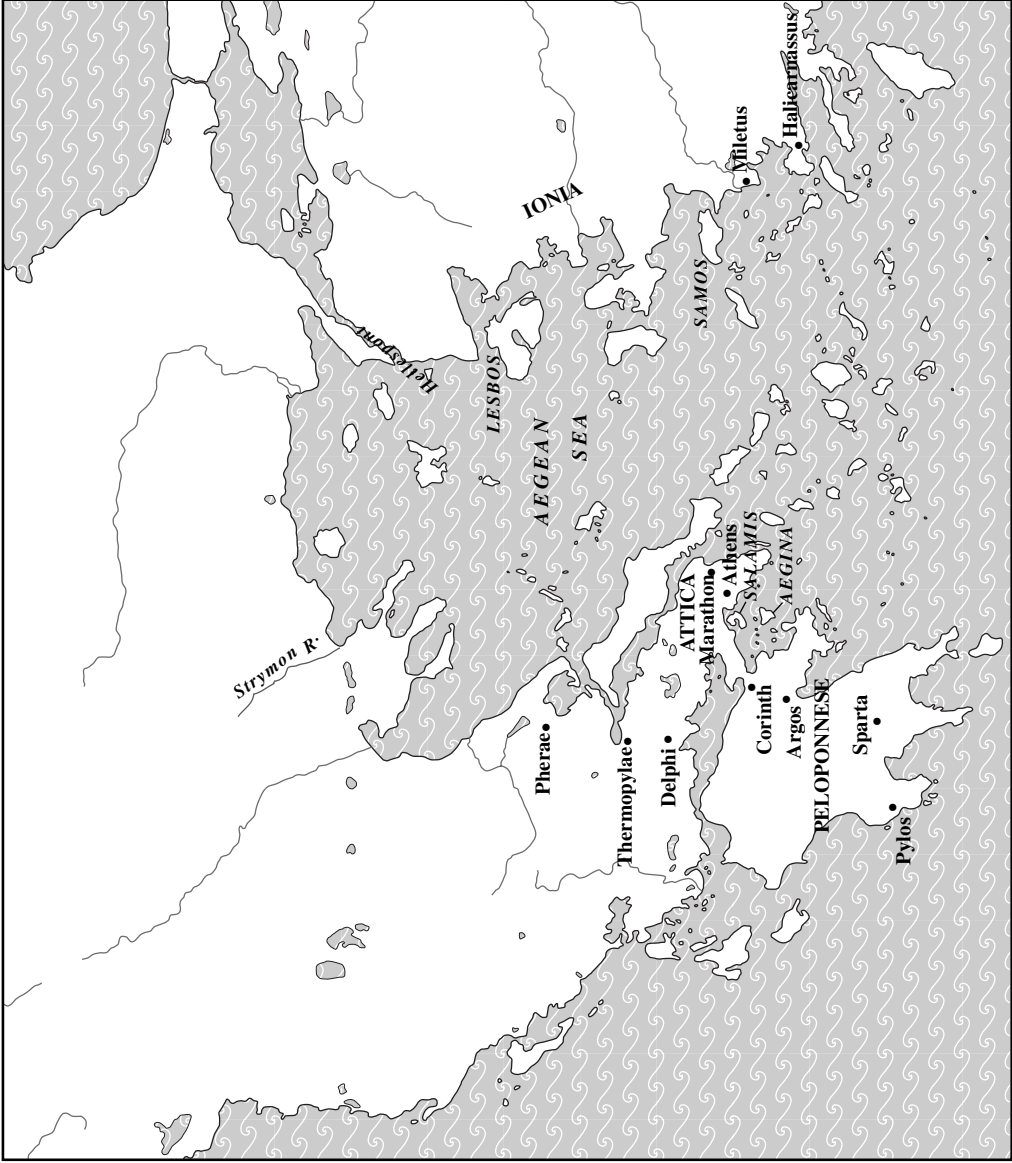 Strymon R.
Hellespont
LESBOS
AEGEAN
SEA
IONIA
SAMOS
Miletus
Halicarnassus
Pherae
Thermopylae
Delphi
ATTICA
Marathon
Athens
SALAMIS
AEGINA
Corinth
Argos
PELOPONNESE
Sparta
Pylos